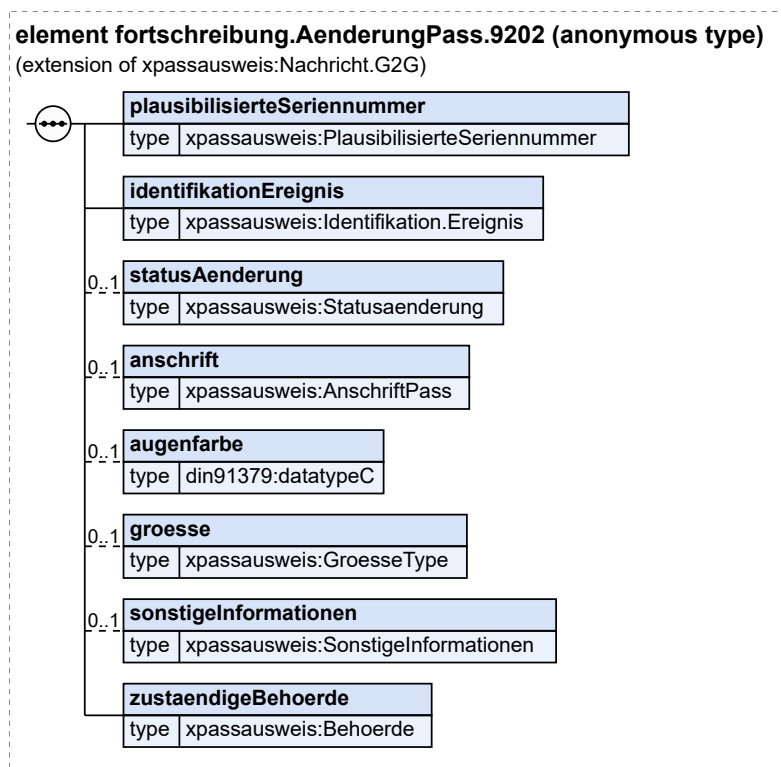 element fortschreibung.AenderungPass.9202 (anonymous type)
(extension of xpassausweis:Nachricht.G2G)
plausibilisierteSeriennummer
type xpassausweis:PlausibilisierteSeriennummer
identifikationEreignis
type xpassausweis:Identifikation.Ereignis
0..1 statusAenderung
type xpassausweis:Statusaenderung
0..1 anschrift
type xpassausweis:AnschriftPass
0..1 augenfarbe
type din91379:datatypeC
0..1 groesse
type xpassausweis:GroesseType
0..1 sonstigeInformationen
type xpassausweis:SonstigeInformationen
zustaendigeBehoerde
type xpassausweis:Behoerde